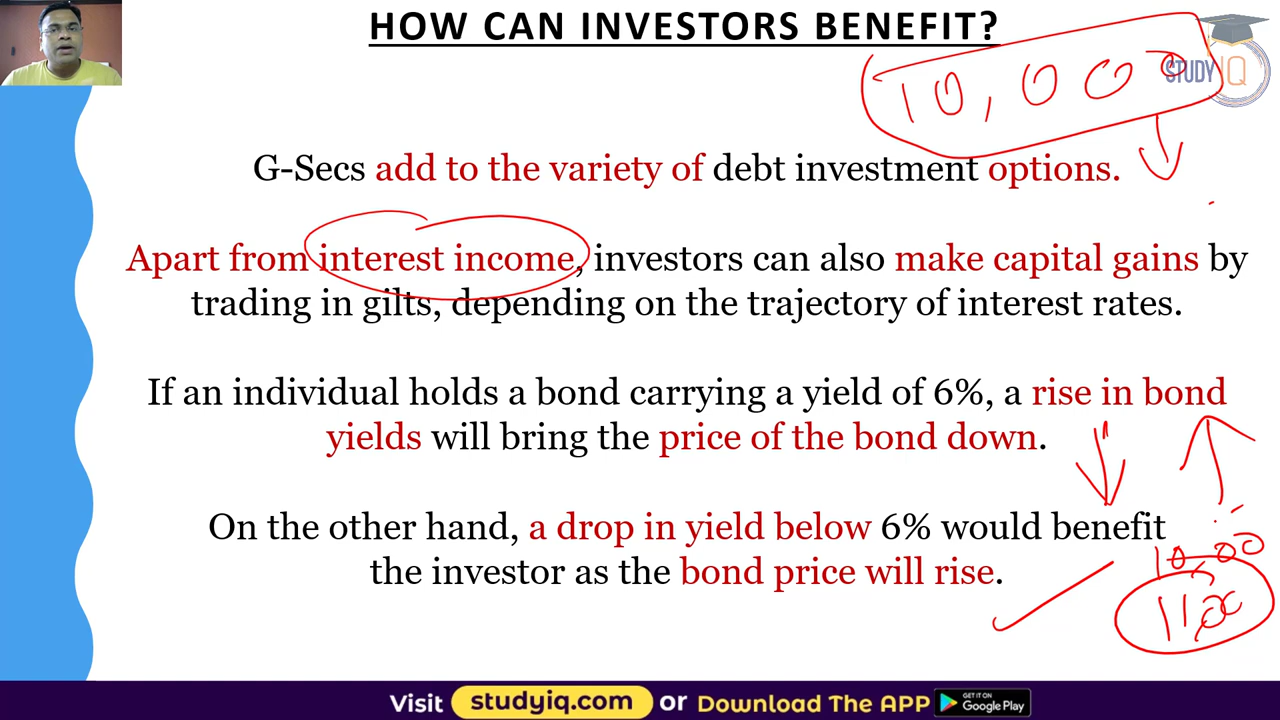 HOW CAN INVESTORS BENEFIT?
10,000
STUDY IQ
G-Secs add to the variety of debt investment options.
Apart from interest income, investors can also make capital gains by
trading in gilts, depending on the trajectory of interest rates.
If an individual holds a bond carrying a yield of 6%, a rise in bond
yields will bring the price of the bond down.
On the other hand, a drop in yield below 6% would benefit
the investor as the bond price will rise.
Visit studyiq.com or Download The APP GET IT ON Google Play